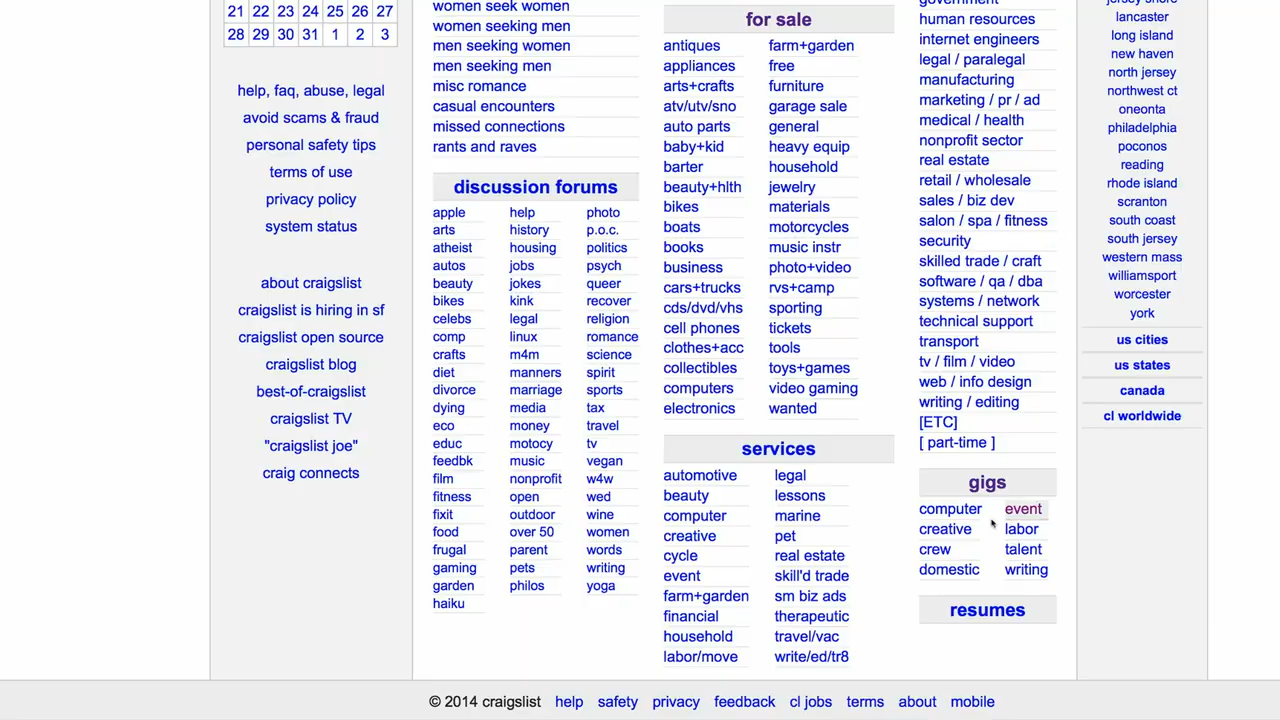 21 22 23 24 25 26 27
28 29 30 31 1 2 3
help, faq, abuse, legal
avoid scams & fraud
personal safety tips
terms of use
privacy policy
system status
about craigslist
craigslist is hiring in sf
craigslist open source
craigslist blog
best-of-craigslist
craigslist TV
"craigslist joe"
craig connects
women seek women
women seeking men
men seeking women
men seeking men
misc romance
casual encounters
missed connections
rants and raves
discussion forums
apple
arts
atheist
autos
beauty
bikes
celebs
comp
crafts
diet
divorce
dying
eco
educ
feedbk
film
fitness
fixit
food
frugal
gaming
garden
haiku
help
history
housing
jobs
jokes
kink
legal
linux
m4m
manners
marriage
media
money
motocy
music
nonprofit
open
outdoor
over 50
parent
pets
philos
photo
p.o.c.
politics
psych
queer
recover
religion
romance
science
spirit
sports
tax
travel
tv
vegan
w4w
wed
wine
women
words
writing
yoga
for sale
antiques
appliances
arts+crafts
atv/utv/sno
auto parts
baby+kid
barter
beauty+hlth
bikes
boats
books
business
cars+trucks
cds/dvd/vhs
cell phones
clothes+acc
collectibles
computers
electronics
farm+garden
free
furniture
garage sale
general
heavy equip
household
jewelry
materials
motorcycles
music instr
photo+video
rvs+camp
sporting
tickets
tools
toys+games
video gaming
wanted
services
automotive
beauty
computer
creative
cycle
event
farm+garden
financial
household
labor/move
legal
lessons
marine
pet
real estate
skill'd trade
sm biz ads
therapeutic
travel/vac
write/ed/tr8
government
human resources
internet engineers
legal / paralegal
manufacturing
marketing / pr / ad
medical / health
nonprofit sector
real estate
retail / wholesale
sales / biz dev
salon / spa / fitness
security
skilled trade / craft
software / qa / dba
systems / network
technical support
transport
tv / film / video
web / info design
writing / editing
[ETC]
[ part-time ]
gigs
computer
creative
crew
domestic
event
labor
talent
writing
resumes
jersey shore
lancaster
long island
new haven
north jersey
northwest ct
oneonta
philadelphia
poconos
reading
rhode island
scranton
south coast
south jersey
western mass
williamsport
worcester
york
us cities
us states
canada
cl worldwide
© 2014 craigslist help safety privacy feedback cl jobs terms about mobile